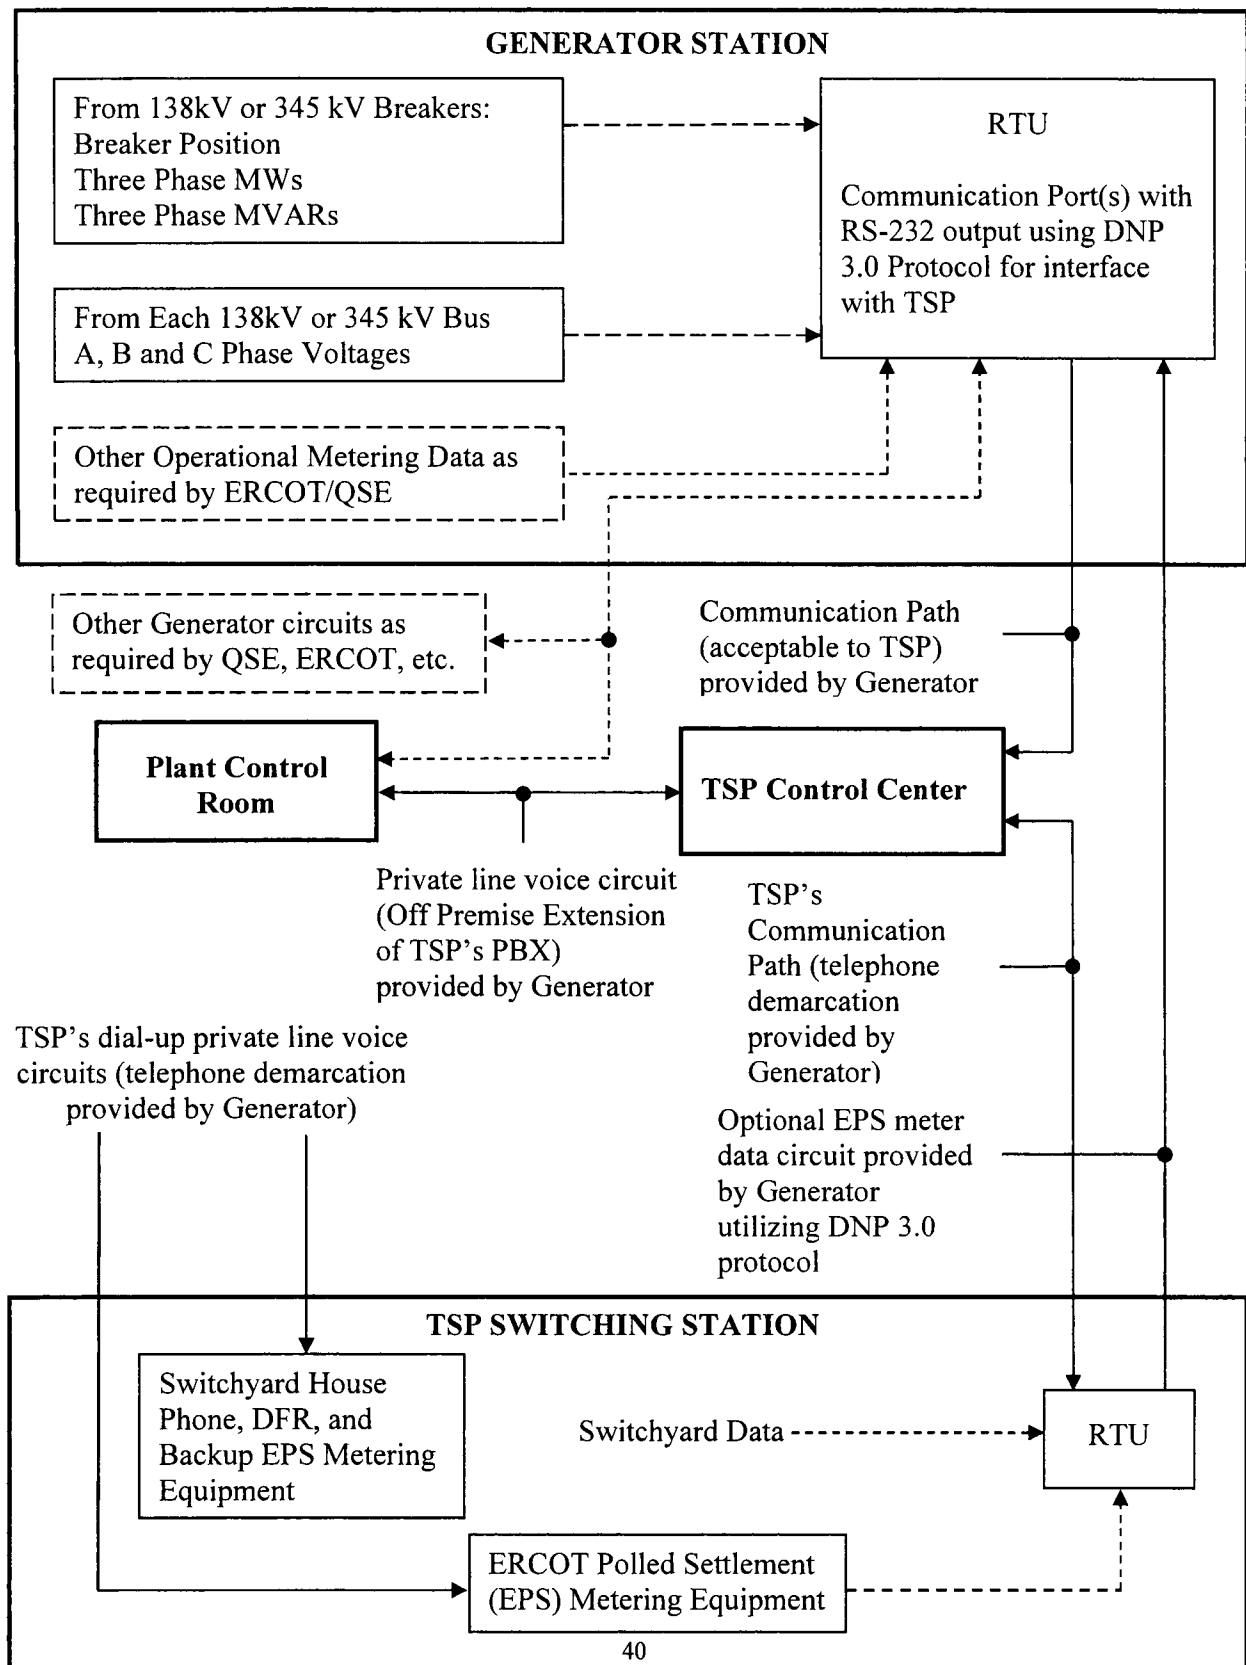 GENERATOR STATION
From 138kV or 345 kV Breakers:
Breaker Position
Three Phase MWs
Three Phase MVARs
RTU
Communication Port(s) with
RS-232 output using DNP
3.0 Protocol for interface
with TSP
From Each 138kV or 345 kV Bus
A, B and C Phase Voltages
Other Operational Metering Data as
required by ERCOT/QSE
Other Generator circuits as
required by QSE, ERCOT, etc.
Communication Path
(acceptable to TSP)
provided by Generator
Plant Control
Room
TSP Control Center
Private line voice circuit
(Off Premise Extension
of TSP's PBX)
provided by Generator
TSP's
Communication
Path (telephone
demarcation
provided by
Generator)
TSP's dial-up private line voice
circuits (telephone demarcation
provided by Generator)
Optional EPS meter
data circuit provided
by Generator
utilizing DNP 3.0
protocol
TSP SWITCHING STATION
Switchyard House
Phone, DFR, and
Backup EPS Metering
Equipment
Switchyard Data
RTU
ERCOT Polled Settlement
(EPS) Metering Equipment
40